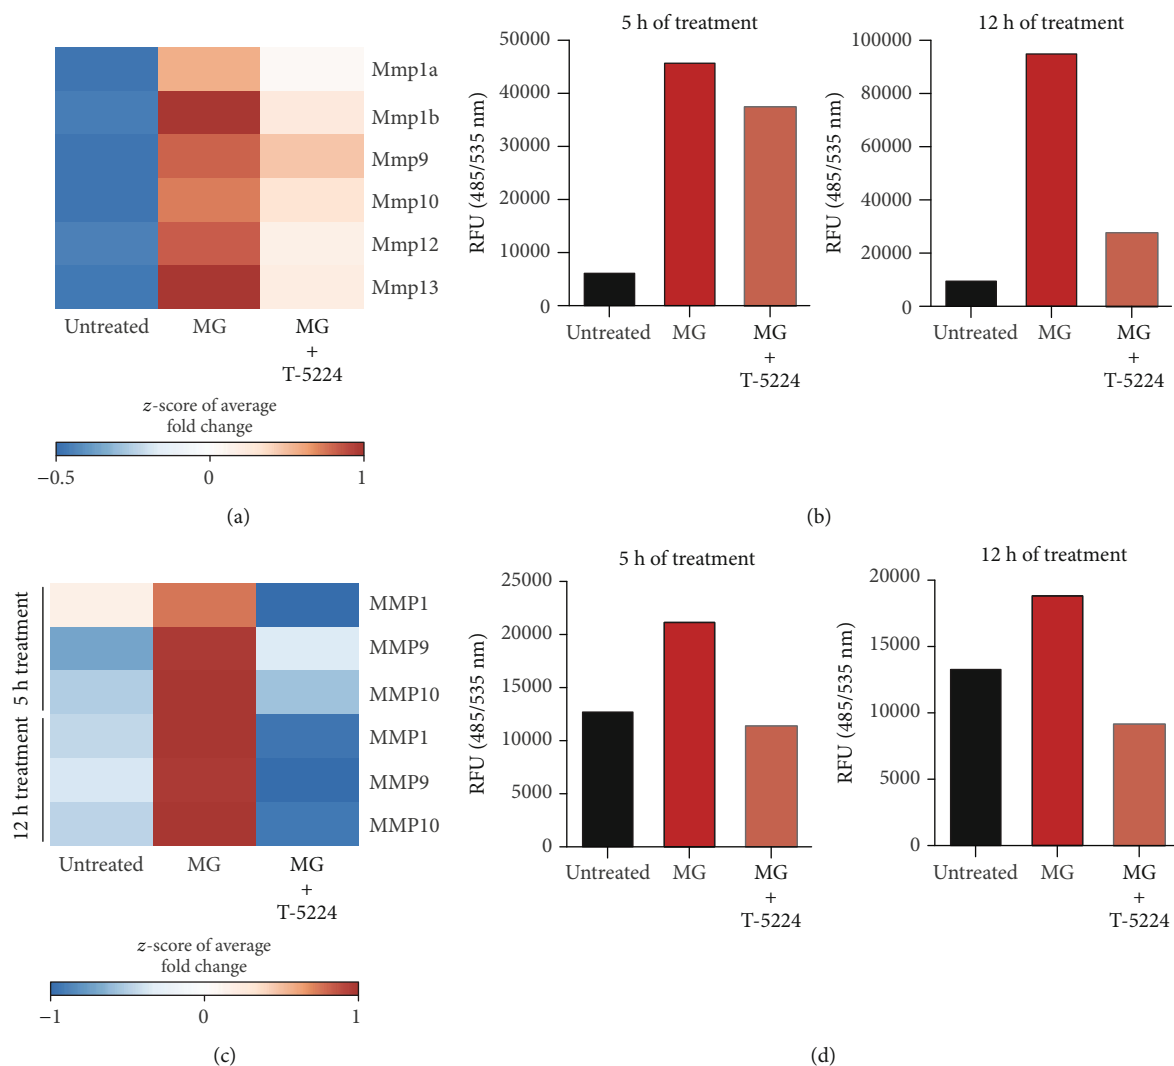 Mmp1a
Mmp1b
Mmp9
Mmp10
Mmp12
Mmp13
Untreated
MG
MG
+
T-5224
z-score of average
fold change
−0.5
0
1
(a)
5 h of treatment
RFU (485/535 nm)
50000
40000
30000
20000
10000
0
Untreated
MG
MG
+
T-5224
12 h of treatment
RFU (485/535 nm)
100000
80000
60000
40000
20000
0
Untreated
MG
MG
+
T-5224
(b)
5 h treatment
12 h treatment
MMP1
MMP9
MMP10
MMP1
MMP9
MMP10
Untreated
MG
MG
+
T-5224
z-score of average
fold change
−1
0
1
(c)
5 h of treatment
RFU (485/535 nm)
25000
20000
15000
10000
5000
0
Untreated
MG
MG
+
T-5224
12 h of treatment
RFU (485/535 nm)
20000
15000
10000
5000
0
Untreated
MG
MG
+
T-5224
(d)